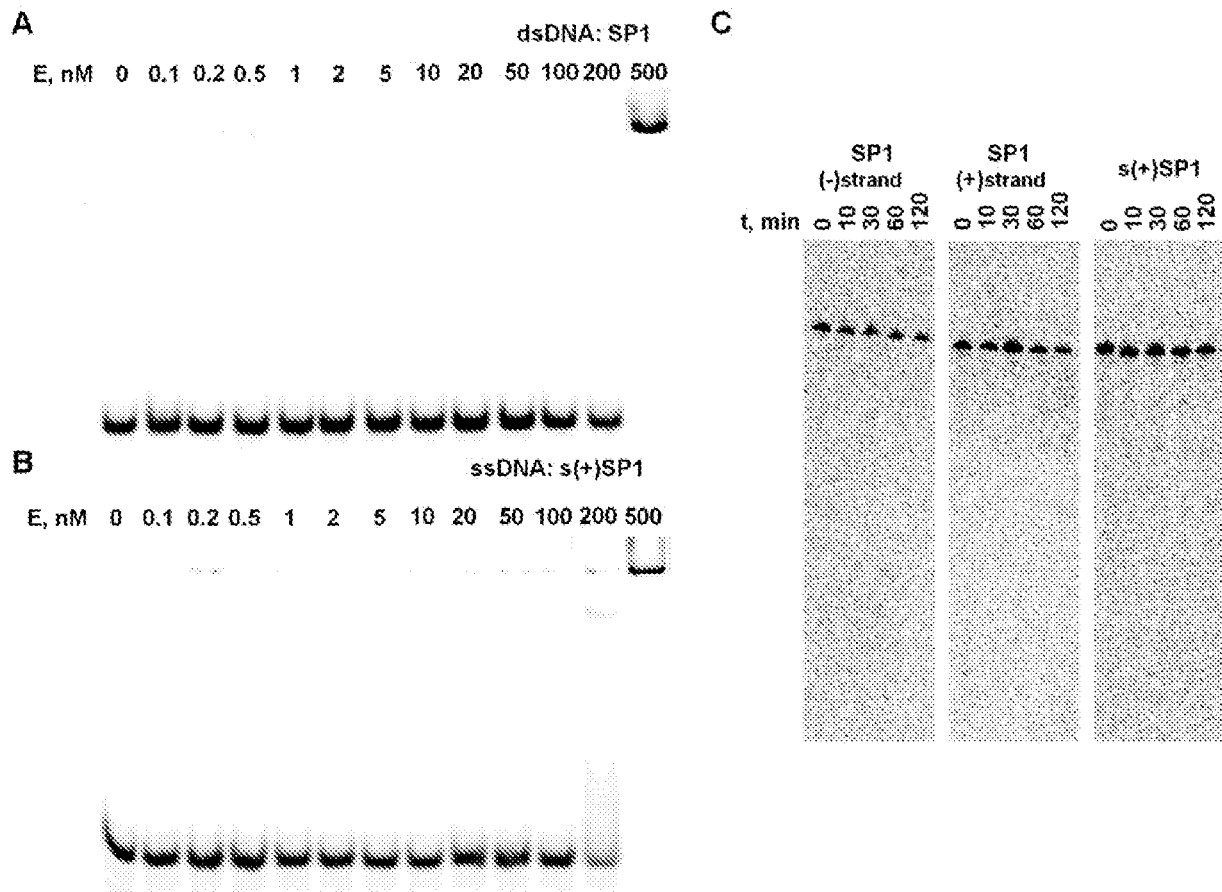 A
dsDNA: SP1
E, nM 0 0.1 0.2 0.5 1 2 5 10 20 50 100 200 500
B
ssDNA: s(+)SP1
E, nM 0 0.1 0.2 0.5 1 2 5 10 20 50 100 200 500
C
SP1
(-)strand
SP1
(+)strand
s(+)SP1
t, min 0 10 30 60 120 0 10 30 60 120 0 10 30 60 120